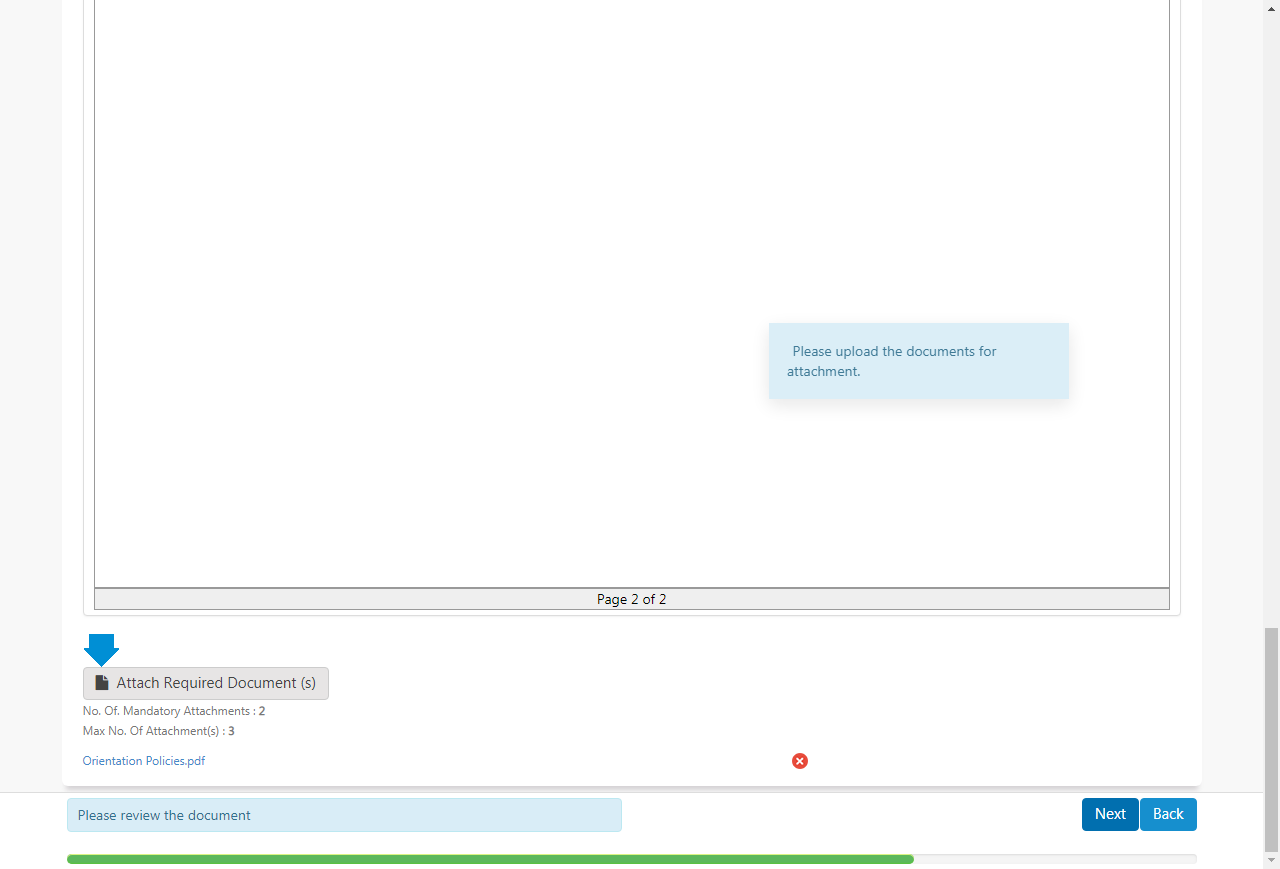 Please upload the documents for
attachment.
Page 2 of 2
Attach Required Document (s)
No. Of. Mandatory Attachments : 2
Max No. Of Attachment(s) : 3
Orientation Policies.pdf
Please review the document
Next
Back